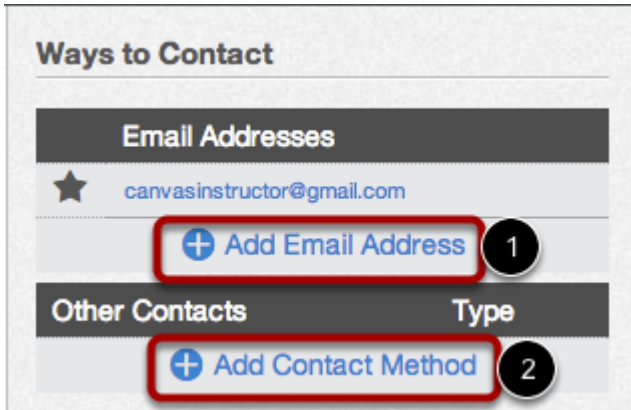 Ways to Contact
Email Addresses
canvasinstructor@gmail.com
Add Email Address 1
Other Contacts Type
Add Contact Method 2